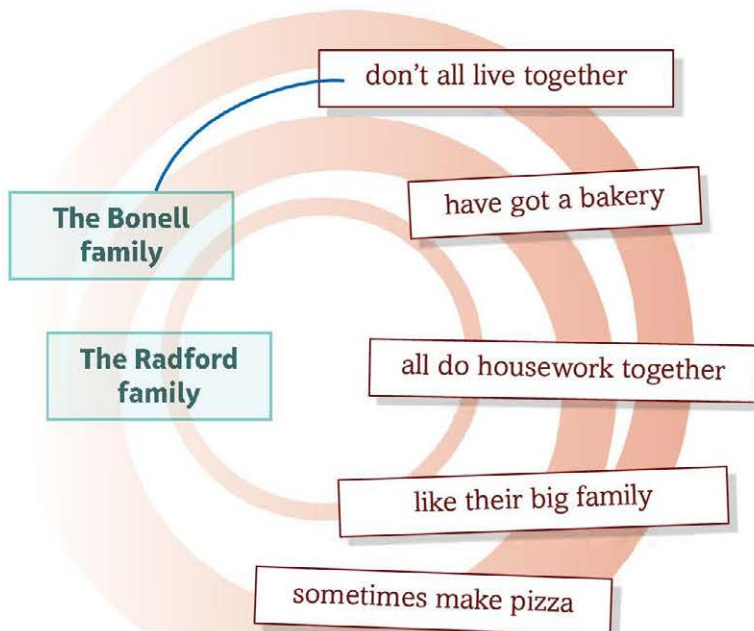 don't all live together
have got a bakery
The Bonell
family
The Radford
family
all do housework together
like their big family
sometimes make pizza